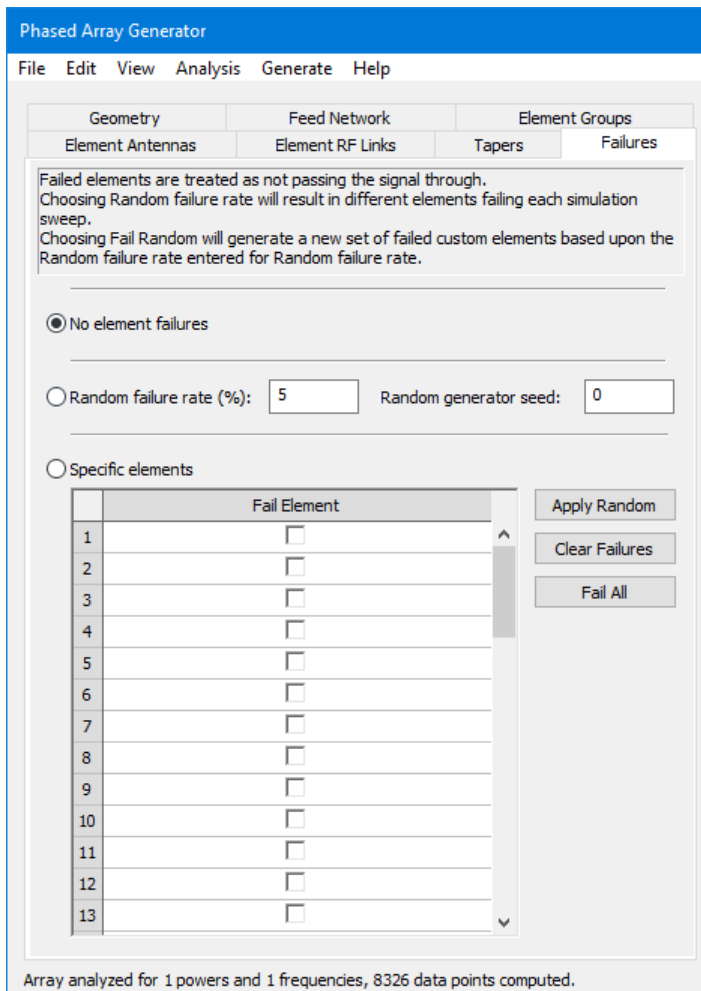 Phased Array Generator
File Edit View Analysis Generate Help
Geometry Feed Network Element Groups
Element Antennas Element RF Links Tapers Failures
Failed elements are treated as not passing the signal through.
Choosing Random failure rate will result in different elements failing each simulation
sweep.
Choosing Fail Random will generate a new set of failed custom elements based upon the
Random failure rate entered for Random failure rate.
No element failures
Random failure rate (%): 5 Random generator seed: 0
Specific elements
Fail Element Apply Random
1
2 Clear Failures
3 Fail All
4
5
6
7
8
9
10
11
12
13
Array analyzed for 1 powers and 1 frequencies, 8326 data points computed.